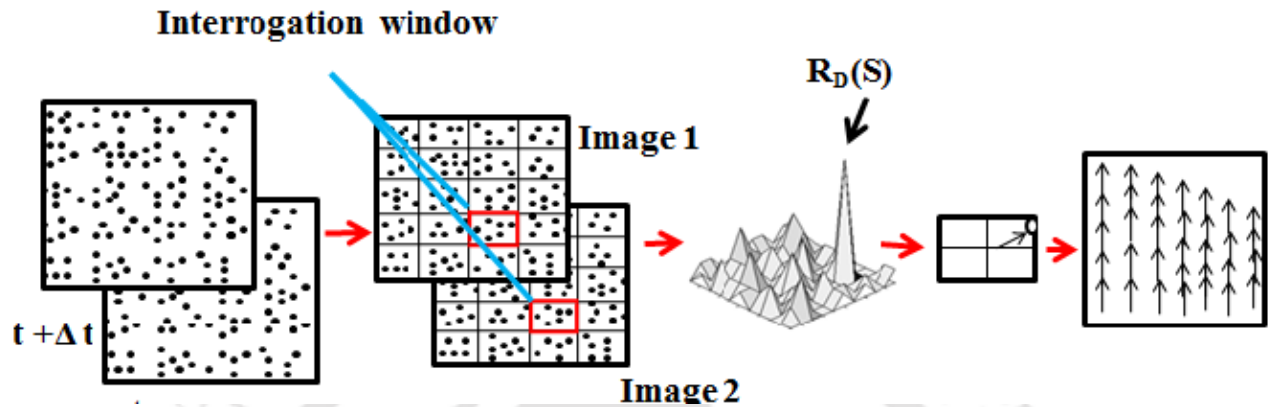 Interrogation window
R_D(S)
Image 1
t +Δ t
Image 2